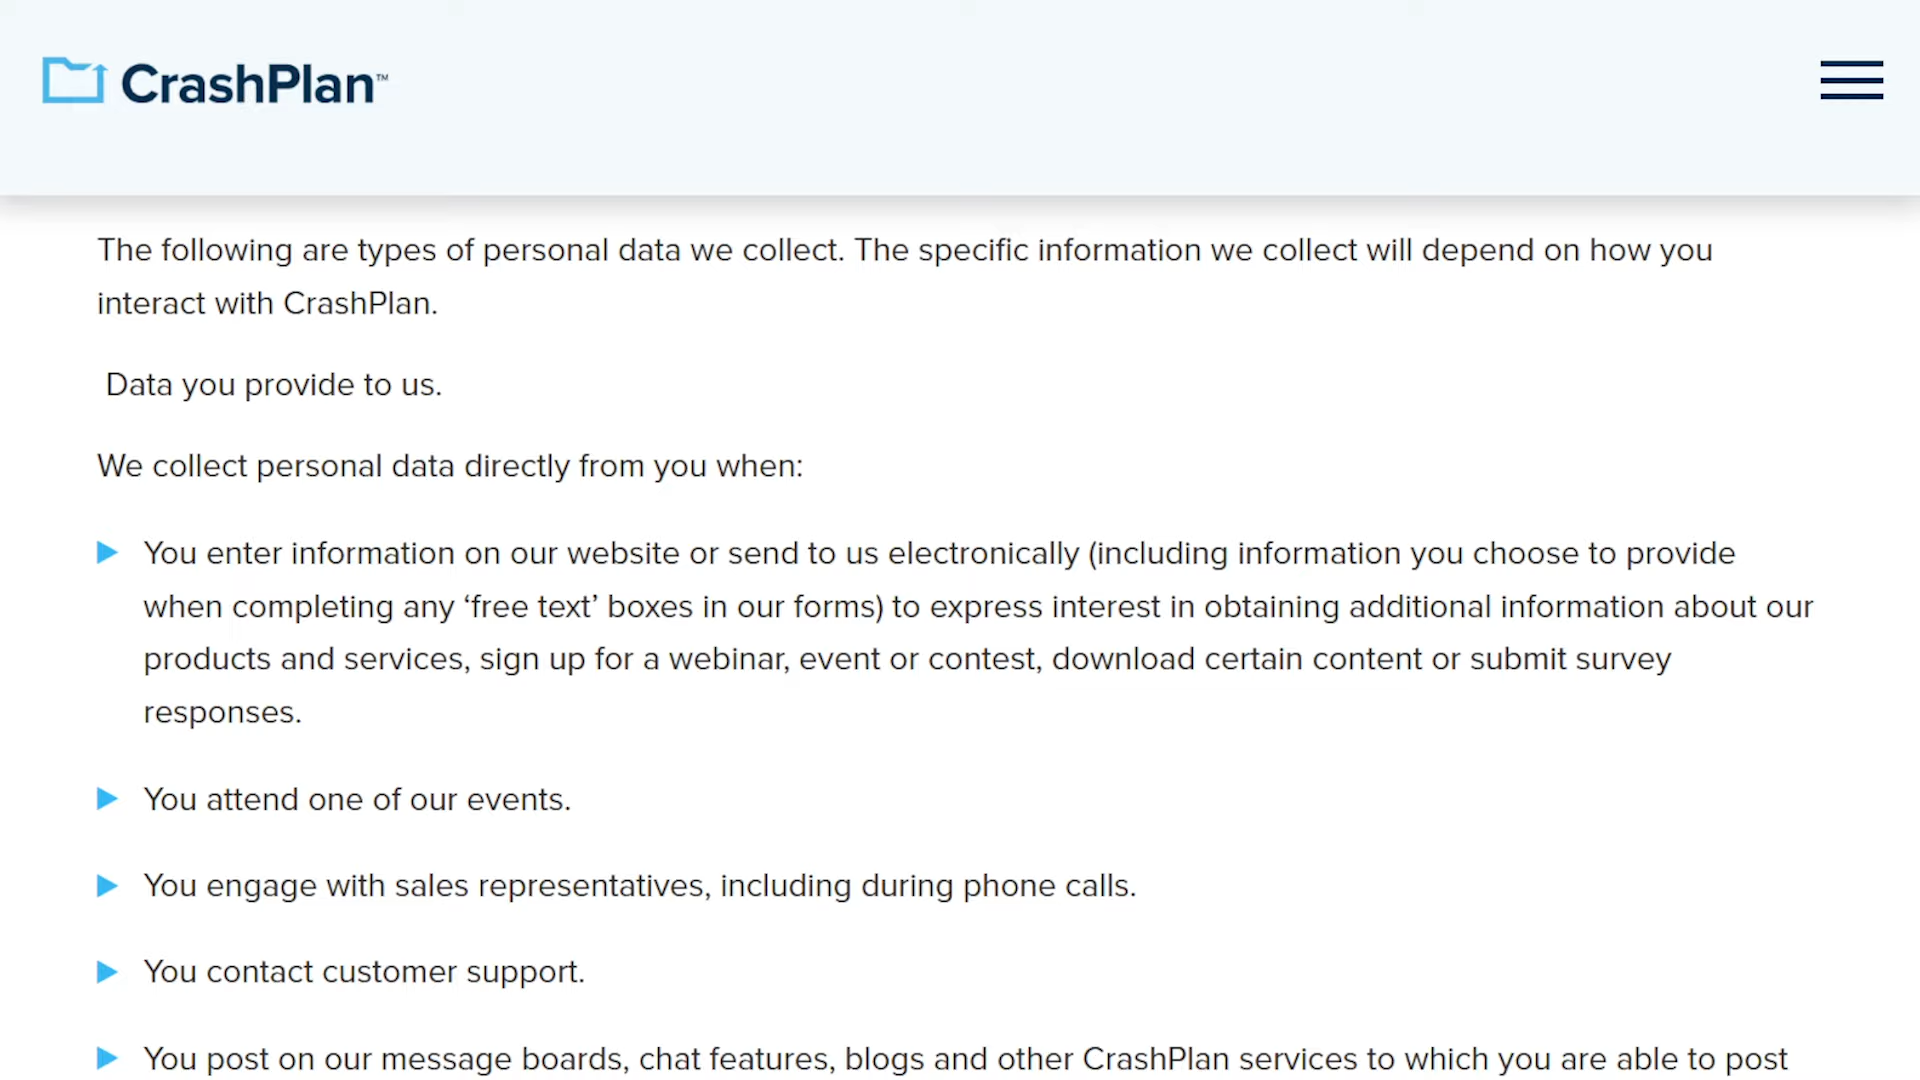 CrashPlan™
The following are types of personal data we collect. The specific information we collect will depend on how you
interact with CrashPlan.
Data you provide to us.
We collect personal data directly from you when:
You enter information on our website or send to us electronically (including information you choose to provide
when completing any ‘free text’ boxes in our forms) to express interest in obtaining additional information about our
products and services, sign up for a webinar, event or contest, download certain content or submit survey
responses.
You attend one of our events.
You engage with sales representatives, including during phone calls.
You contact customer support.
You post on our message boards, chat features, blogs and other CrashPlan services to which you are able to post